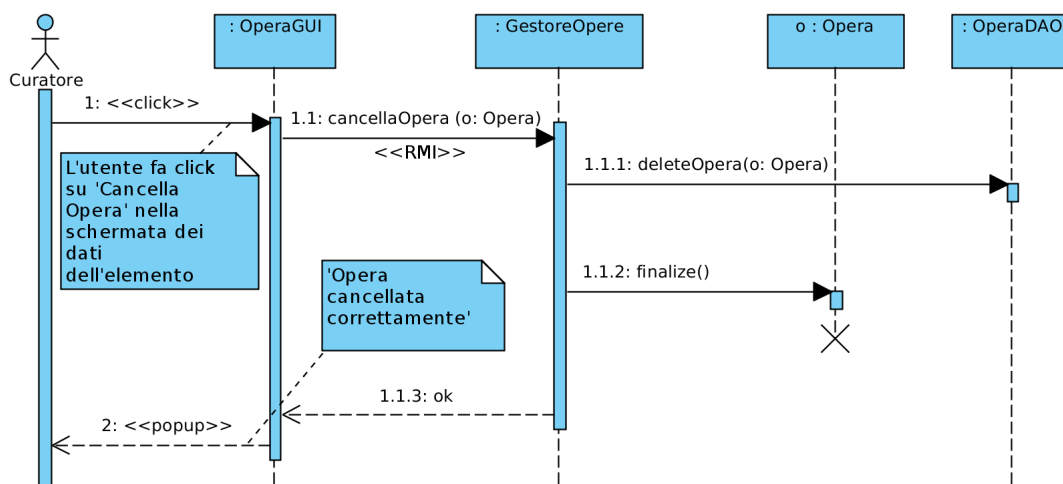 : OperaGUI
: GestoreOpere
o : Opera
: OperaDAO
Curatore
1: <<click>>
1.1: cancellaOpera (o: Opera)
<<RMI>>
L'utente fa click
su 'Cancella
Opera' nella
schermata dei
dati
dell'elemento
1.1.1: deleteOpera(o: Opera)
'Opera
cancellata
correttamente'
1.1.2: finalize()
1.1.3: ok
2: <<popup>>